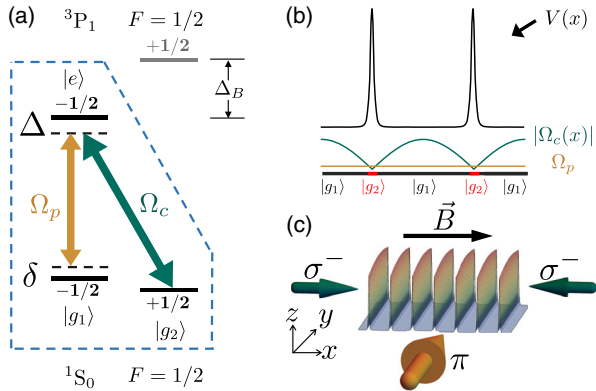 (a)
³P₁ F = 1/2
+1/2
|e⟩
−1/2
Δ_B
Δ
Ω_p
Ω_c
δ
−1/2
+1/2
|g₁⟩
|g₂⟩
¹S₀ F = 1/2
(b)
V(x)
|Ω_c(x)|
Ω_p
|g₁⟩ |g₂⟩ |g₁⟩ |g₂⟩ |g₁⟩
(c)
B⃗
σ⁻ σ⁻
z y
x
π